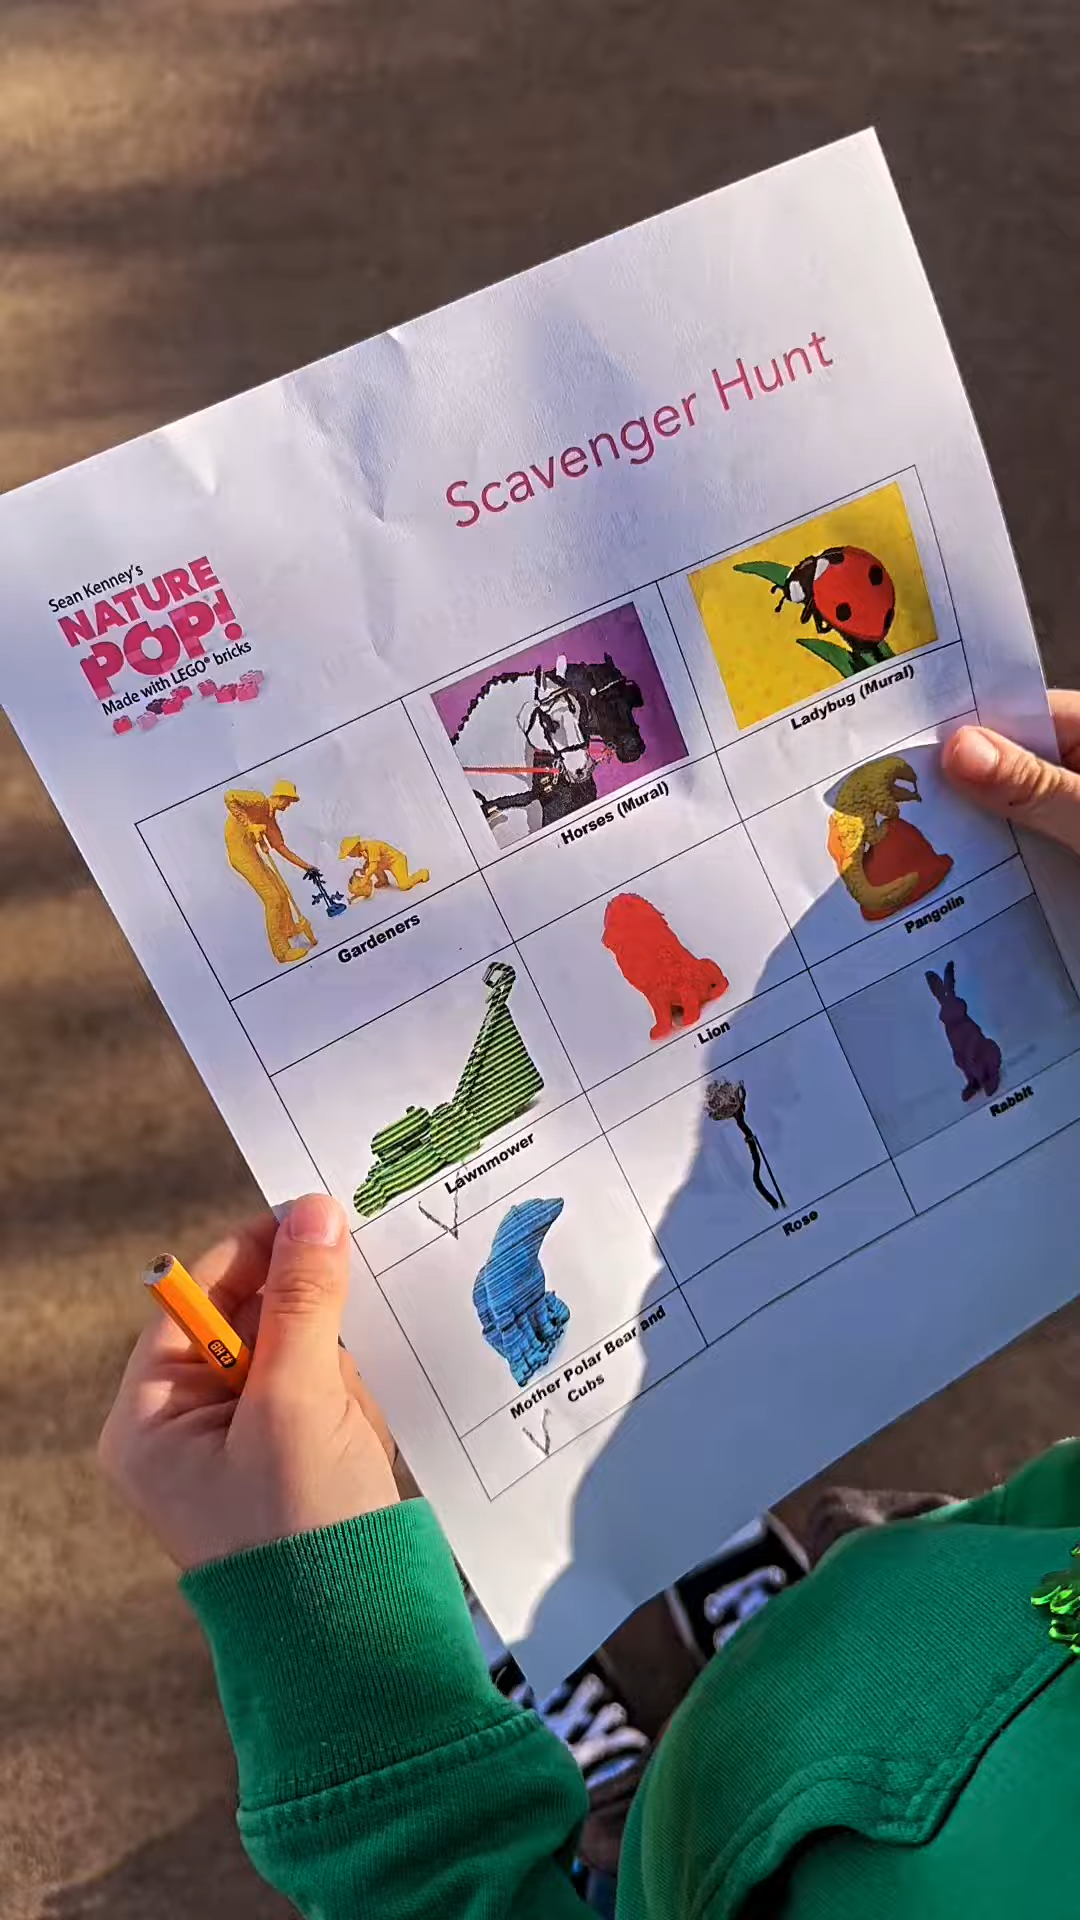 Scavenger Hunt
Sean Kenney's
NATURE
POP!
Made with LEGO® bricks
Gardeners
Horses (Mural)
Ladybug (Mural)
Lawnmower
Lion
Pangolin
Mother Polar Bear and
Cubs
Rose
Rabbit